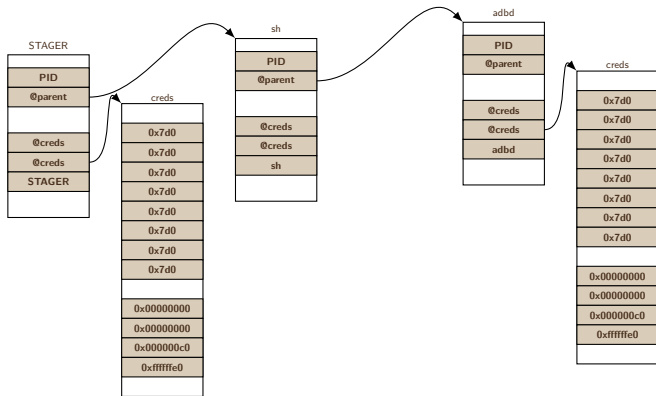 STAGER
PID
@parent
@creds
@creds
STAGER
creds
0x7d0
0x7d0
0x7d0
0x7d0
0x7d0
0x7d0
0x7d0
0x7d0
0x00000000
0x00000000
0x000000c0
0xffffffe0
sh
PID
@parent
@creds
@creds
sh
adbd
PID
@parent
@creds
@creds
adbd
creds
0x7d0
0x7d0
0x7d0
0x7d0
0x7d0
0x7d0
0x7d0
0x7d0
0x00000000
0x00000000
0x000000c0
0xffffffe0